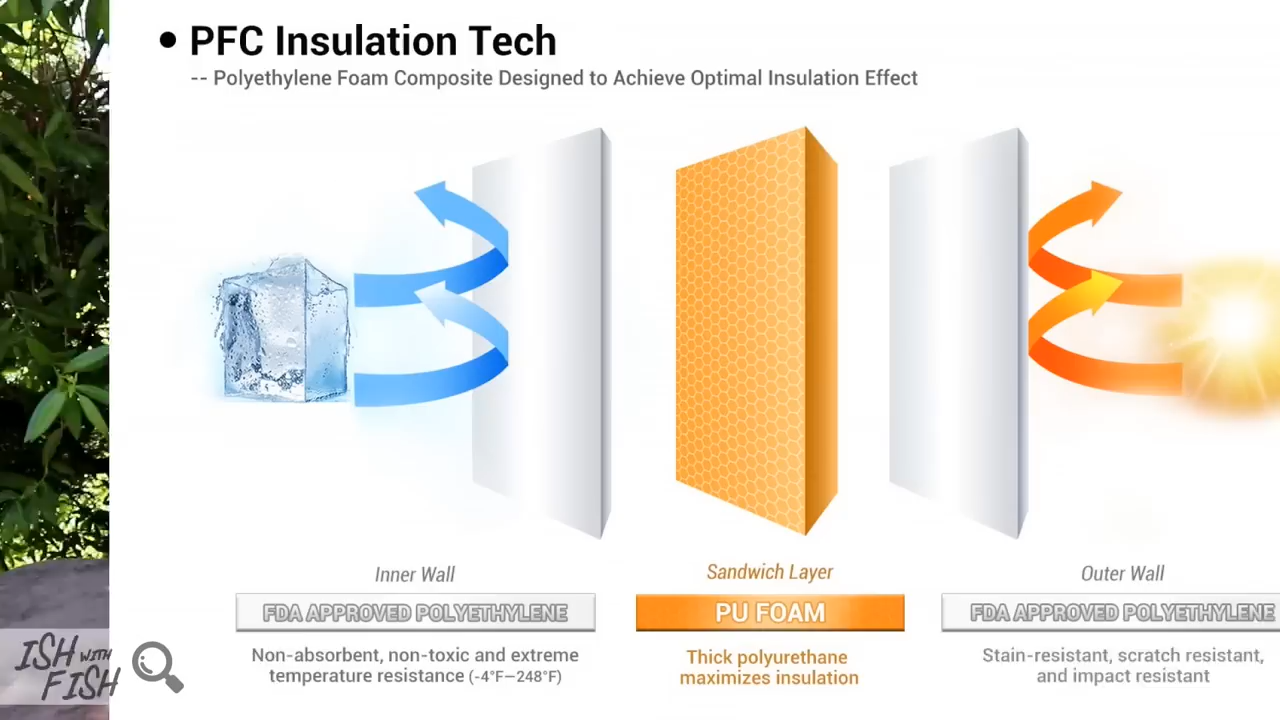 • PFC Insulation Tech
-- Polyethylene Foam Composite Designed to Achieve Optimal Insulation Effect
Inner Wall
FDA APPROVED POLYETHYLENE
Non-absorbent, non-toxic and extreme
temperature resistance (-4°F—248°F)
Sandwich Layer
PU FOAM
Thick polyurethane
maximizes insulation
Outer Wall
FDA APPROVED POLYETHYLENE
Stain-resistant, scratch resistant,
and impact resistant
ISH WITH
FISH